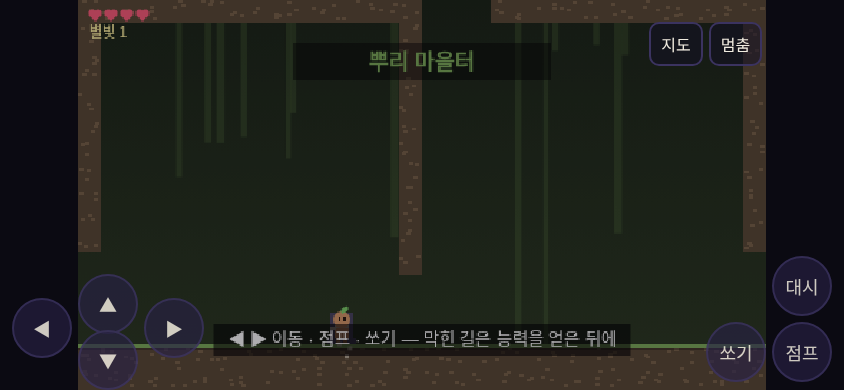 별빛 1
지도
멈춤
뿌리 마을터
대시
◀ ▶ 이동 · 점프 · 쏘기 — 막힌 길은 능력을 얻은 뒤에
쏘기
점프